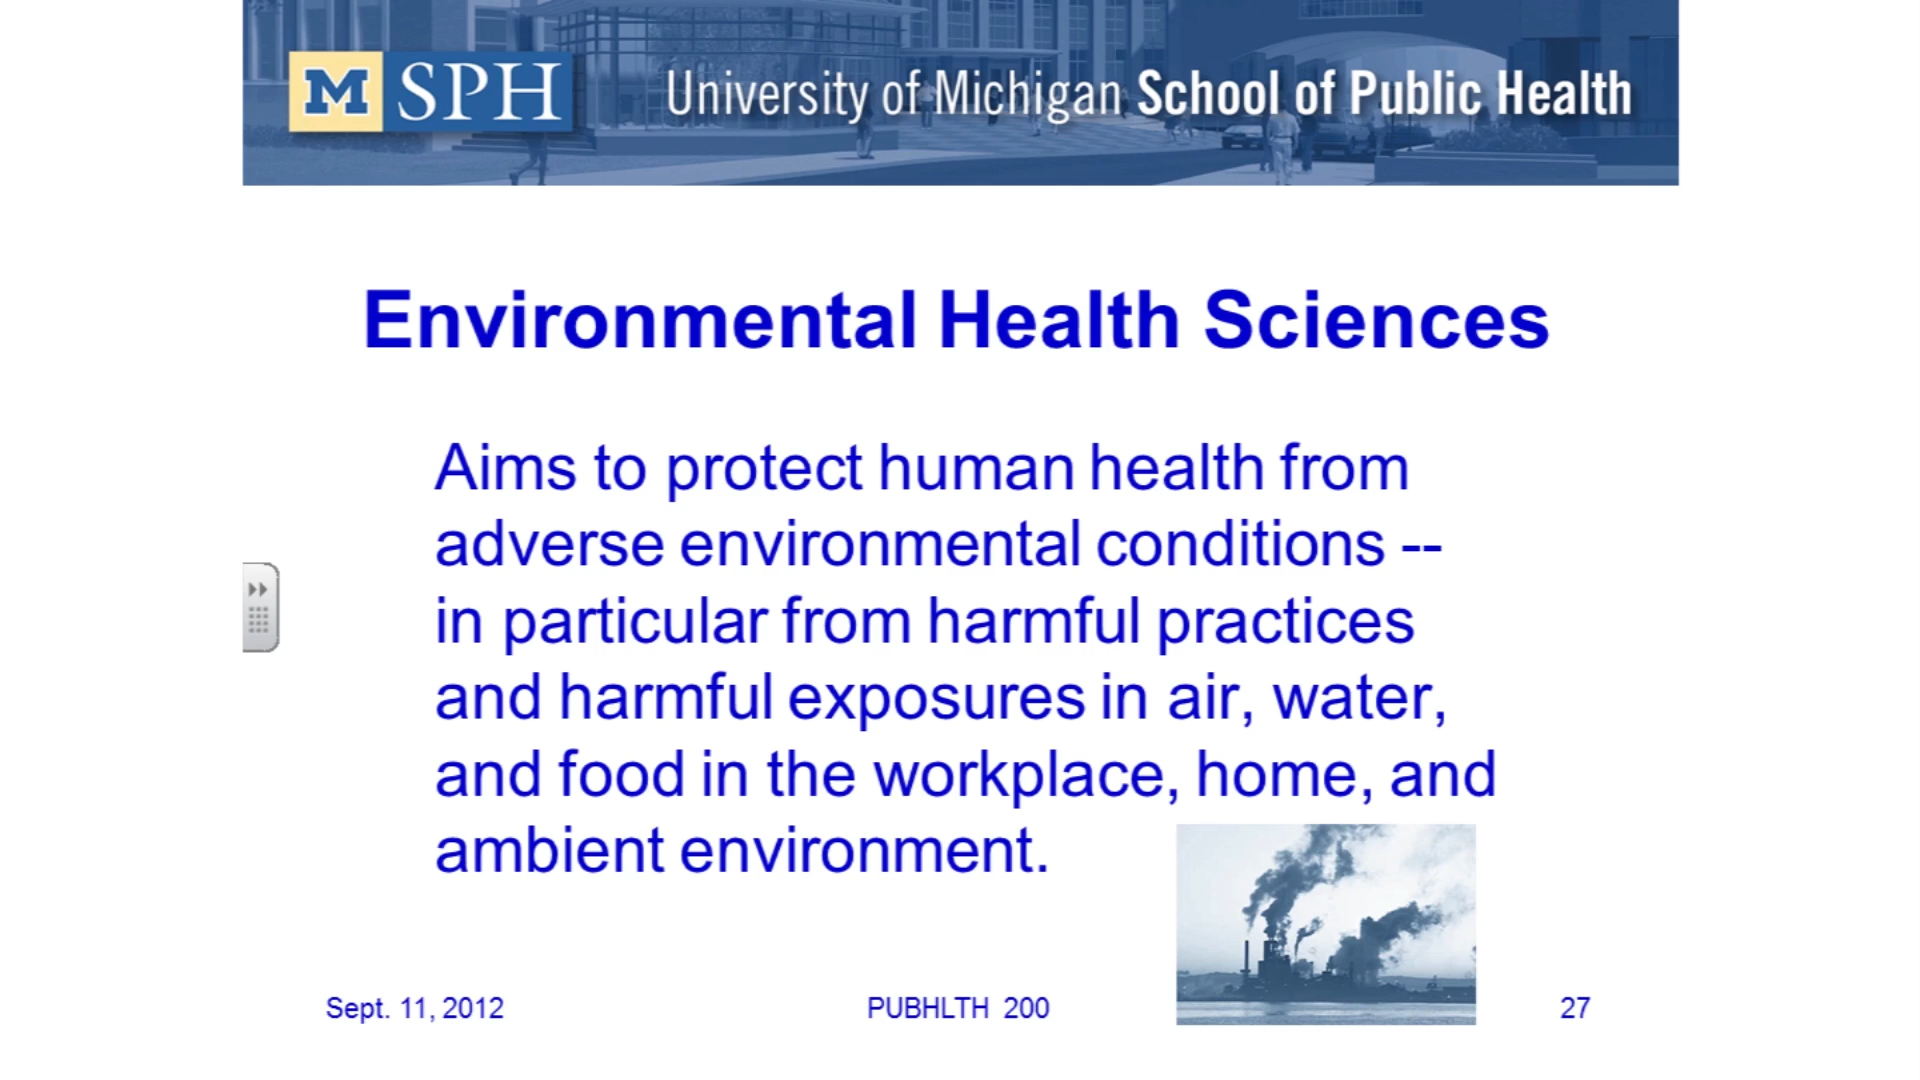 M SPH University of Michigan School of Public Health
Environmental Health Sciences
Aims to protect human health from
adverse environmental conditions --
in particular from harmful practices
and harmful exposures in air, water,
and food in the workplace, home, and
ambient environment.
Sept. 11, 2012 PUBHLTH 200 27